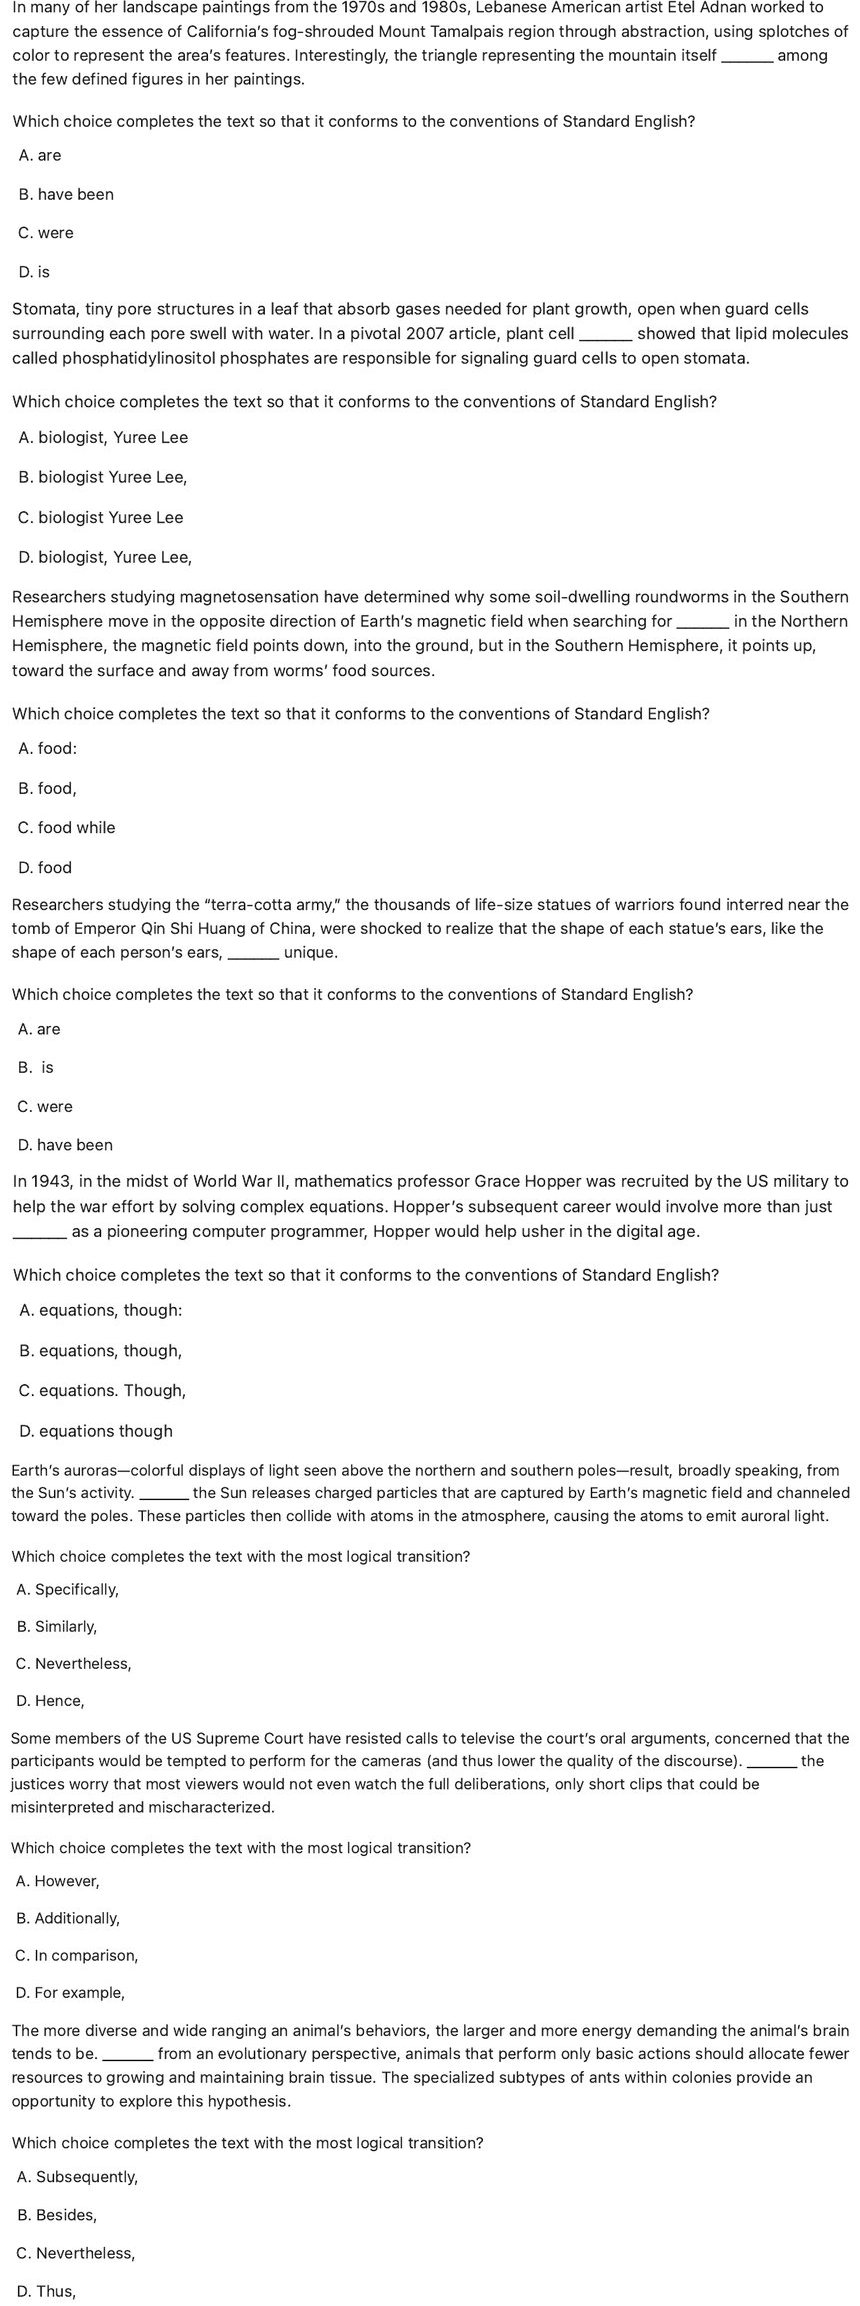 In many of her landscape paintings from the 1970s and 1980s, Lebanese American artist Etel Adnan worked to
capture the essence of California's fog-shrouded Mount Tamalpais region through abstraction, using splotches of
color to represent the area's features. Interestingly, the triangle representing the mountain itself ______ among
the few defined figures in her paintings.
Which choice completes the text so that it conforms to the conventions of Standard English?
A. are
B. have been
C. were
D. is
Stomata, tiny pore structures in a leaf that absorb gases needed for plant growth, open when guard cells
surrounding each pore swell with water. In a pivotal 2007 article, plant cell ______ showed that lipid molecules
called phosphatidylinositol phosphates are responsible for signaling guard cells to open stomata.
Which choice completes the text so that it conforms to the conventions of Standard English?
A. biologist, Yuree Lee
B. biologist Yuree Lee,
C. biologist Yuree Lee
D. biologist, Yuree Lee,
Researchers studying magnetosensation have determined why some soil-dwelling roundworms in the Southern
Hemisphere move in the opposite direction of Earth's magnetic field when searching for ______ in the Northern
Hemisphere, the magnetic field points down, into the ground, but in the Southern Hemisphere, it points up,
toward the surface and away from worms' food sources.
Which choice completes the text so that it conforms to the conventions of Standard English?
A. food:
B. food,
C. food while
D. food
Researchers studying the "terra-cotta army," the thousands of life-size statues of warriors found interred near the
tomb of Emperor Qin Shi Huang of China, were shocked to realize that the shape of each statue's ears, like the
shape of each person's ears, ______ unique.
Which choice completes the text so that it conforms to the conventions of Standard English?
A. are
B. is
C. were
D. have been
In 1943, in the midst of World War II, mathematics professor Grace Hopper was recruited by the US military to
help the war effort by solving complex equations. Hopper's subsequent career would involve more than just
______ as a pioneering computer programmer, Hopper would help usher in the digital age.
Which choice completes the text so that it conforms to the conventions of Standard English?
A. equations, though:
B. equations, though,
C. equations. Though,
D. equations though
Earth's auroras—colorful displays of light seen above the northern and southern poles—result, broadly speaking, from
the Sun's activity. ______ the Sun releases charged particles that are captured by Earth's magnetic field and channeled
toward the poles. These particles then collide with atoms in the atmosphere, causing the atoms to emit auroral light.
Which choice completes the text with the most logical transition?
A. Specifically,
B. Similarly,
C. Nevertheless,
D. Hence,
Some members of the US Supreme Court have resisted calls to televise the court's oral arguments, concerned that the
participants would be tempted to perform for the cameras (and thus lower the quality of the discourse). ______ the
justices worry that most viewers would not even watch the full deliberations, only short clips that could be
misinterpreted and mischaracterized.
Which choice completes the text with the most logical transition?
A. However,
B. Additionally,
C. In comparison,
D. For example,
The more diverse and wide ranging an animal's behaviors, the larger and more energy demanding the animal's brain
tends to be. ______ from an evolutionary perspective, animals that perform only basic actions should allocate fewer
resources to growing and maintaining brain tissue. The specialized subtypes of ants within colonies provide an
opportunity to explore this hypothesis.
Which choice completes the text with the most logical transition?
A. Subsequently,
B. Besides,
C. Nevertheless,
D. Thus,